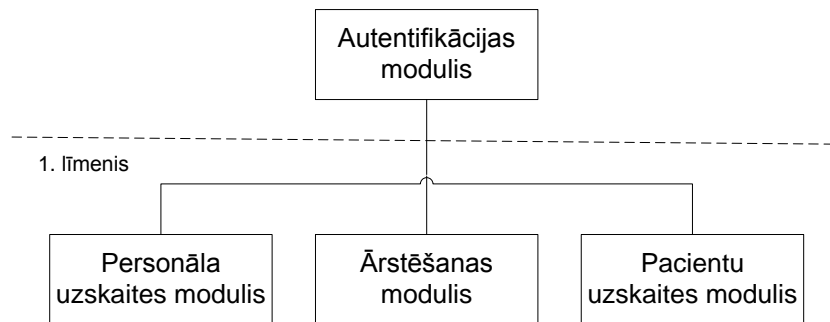 Autentifikācijas
modulis
1. līmenis
Personāla
uzskaites modulis
Ārstēšanas
modulis
Pacientu
uzskaites modulis